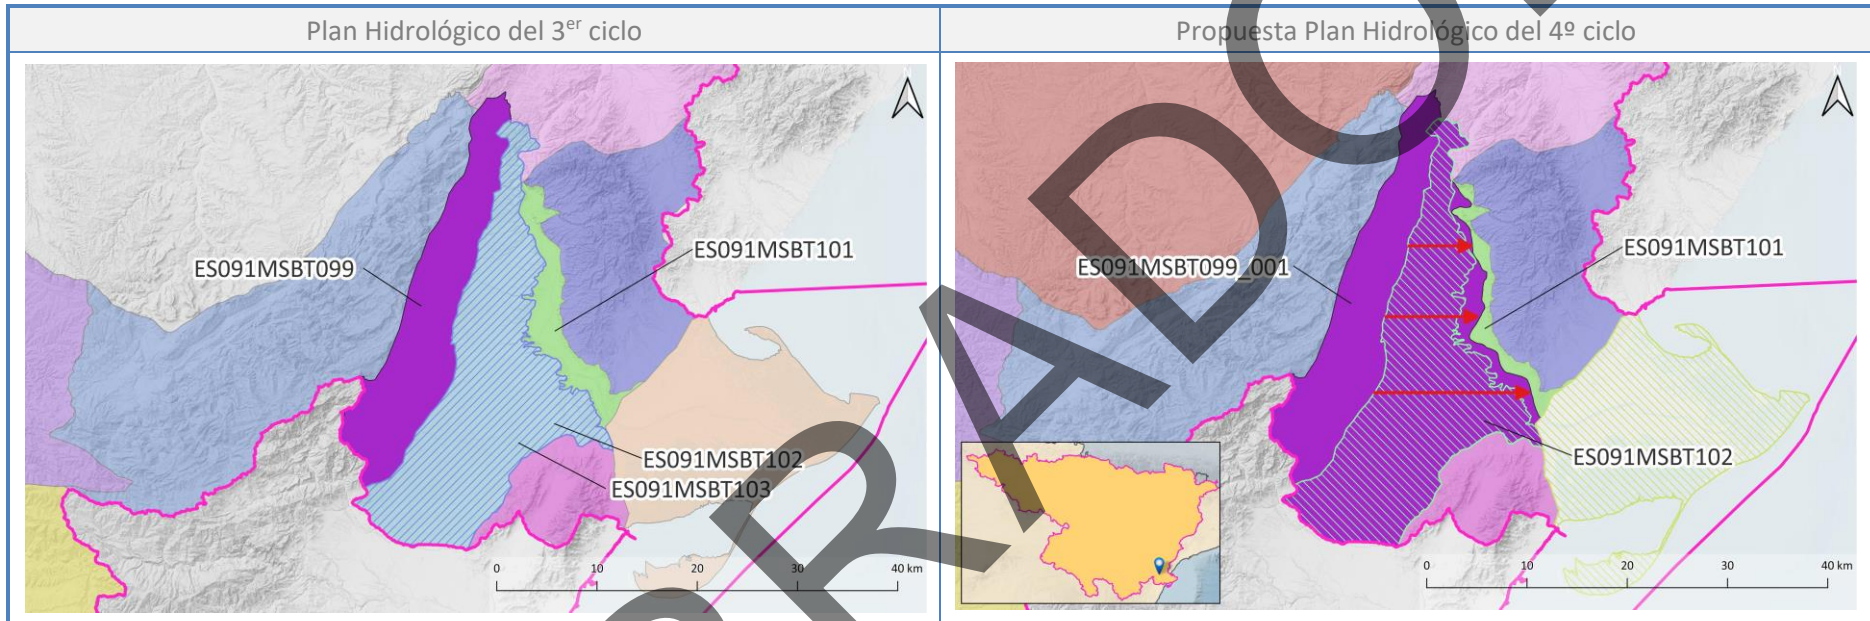 Plan Hidrológico del 3er ciclo
Propuesta Plan Hidrológico del 4º ciclo
ES091MSBT099
ES091MSBT101
ES091MSBT102
ES091MSBT103
0 10 20 30 40 km
ES091MSBT099_001
ES091MSBT101
ES091MSBT102
0 10 20 30 40 km